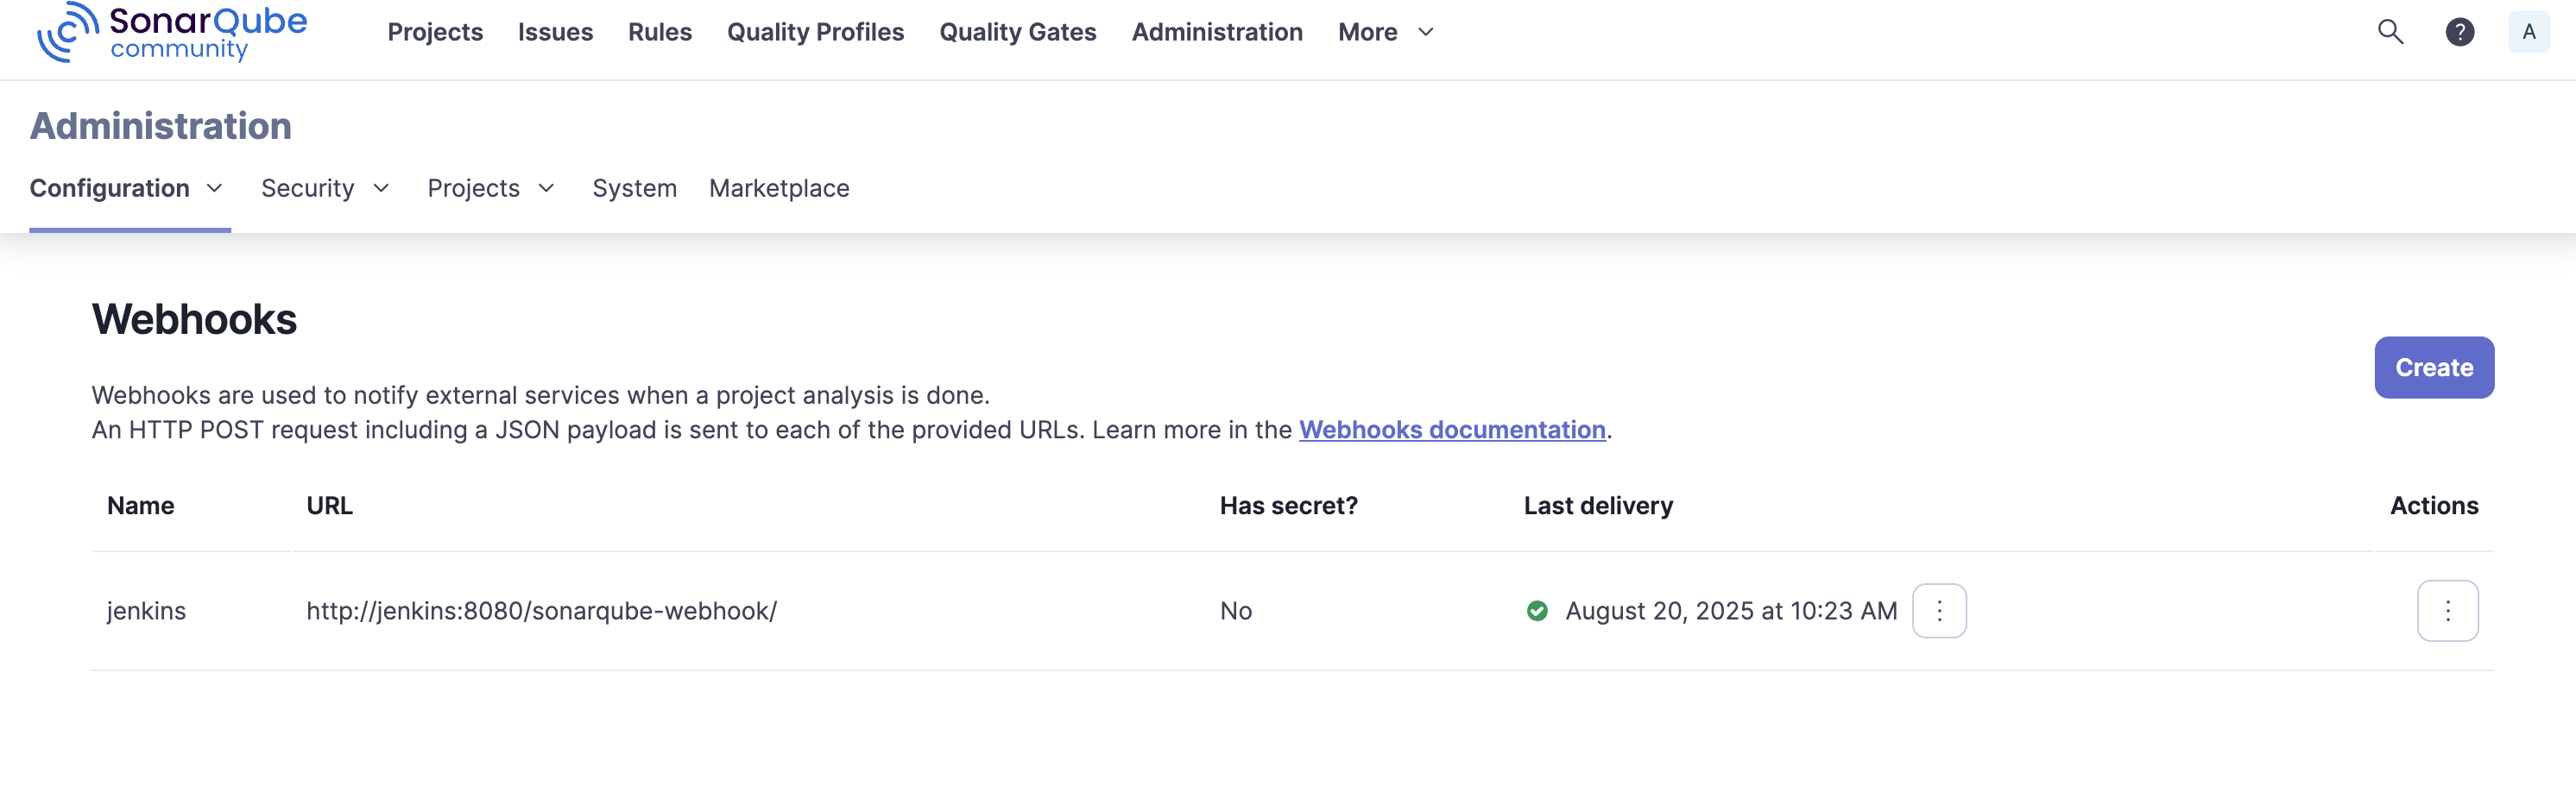 SonarQube community
Projects Issues Rules Quality Profiles Quality Gates Administration More ? A
Administration
Configuration Security Projects System Marketplace
Webhooks
Create
Webhooks are used to notify external services when a project analysis is done.
An HTTP POST request including a JSON payload is sent to each of the provided URLs. Learn more in the Webhooks documentation.
Name URL Has secret? Last delivery Actions
jenkins http://jenkins:8080/sonarqube-webhook/ No August 20, 2025 at 10:23 AM